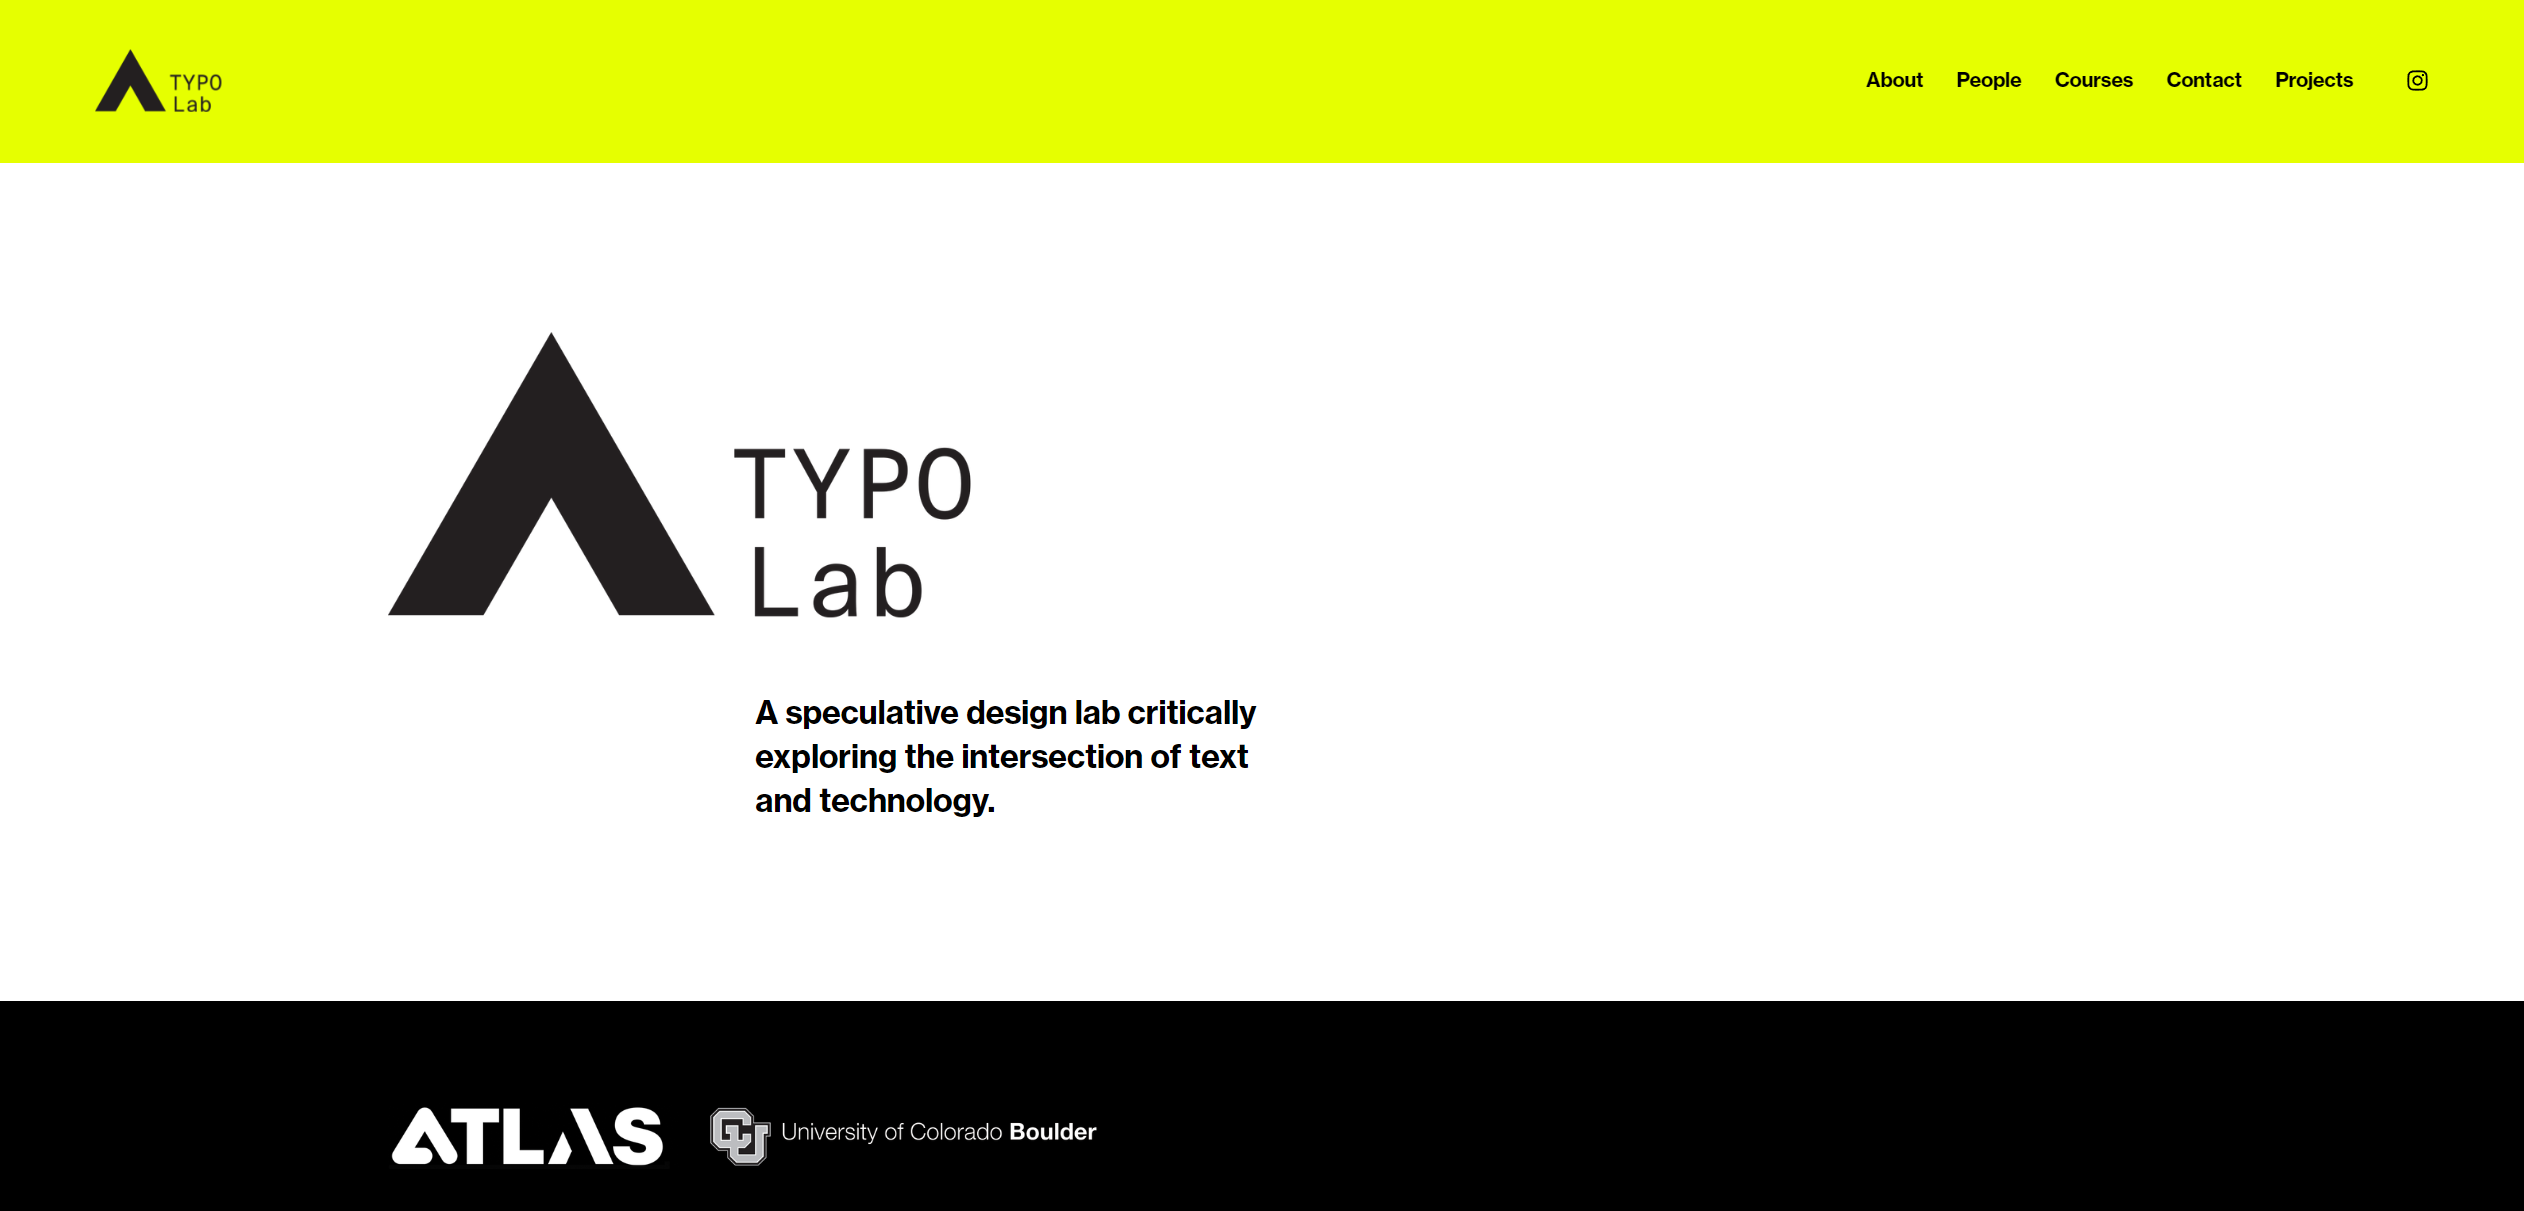 TYPO
Lab
About People Courses Contact Projects
TYPO
Lab
A speculative design lab critically
exploring the intersection of text
and technology.
ATLAS
CU University of Colorado Boulder